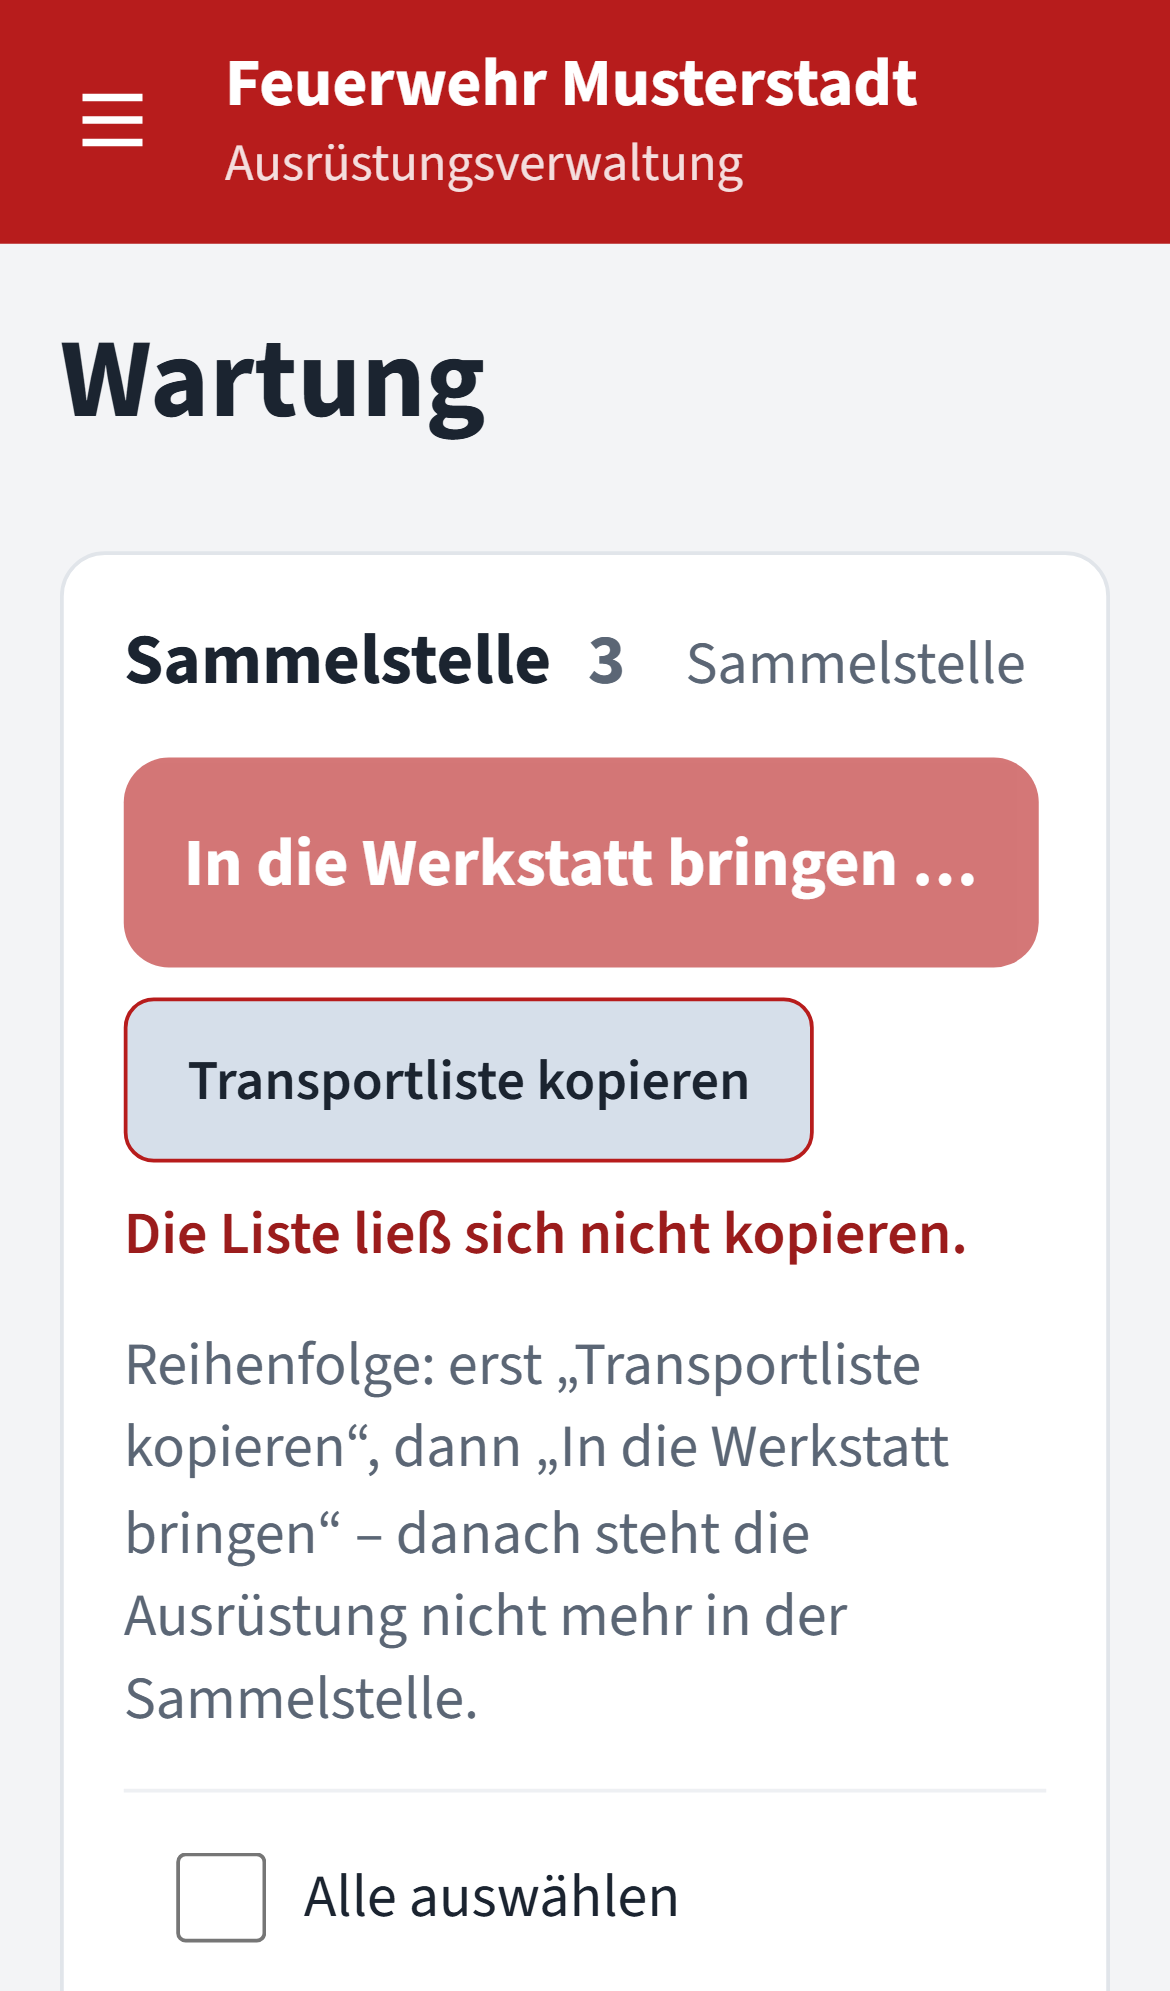 Feuerwehr Musterstadt
Ausrüstungsverwaltung
Wartung
Sammelstelle 3 Sammelstelle
In die Werkstatt bringen …
Transportliste kopieren
Die Liste ließ sich nicht kopieren.
Reihenfolge: erst „Transportliste
kopieren“, dann „In die Werkstatt
bringen“ – danach steht die
Ausrüstung nicht mehr in der
Sammelstelle.
Alle auswählen